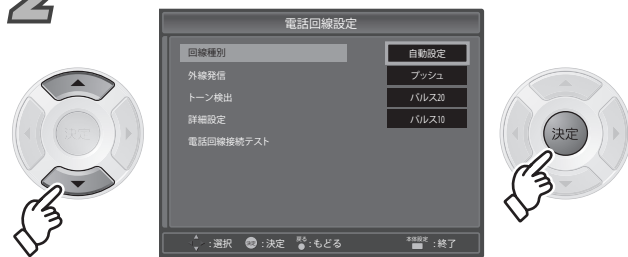 2
電話回線設定
回線種別 自動設定
外線発信 プッシュ
トーン検出 パルス20
詳細設定 パルス10
電話回線接続テスト
決定
決定
:選択 決定 :決定 戻る :もどる 本体設定 :終了